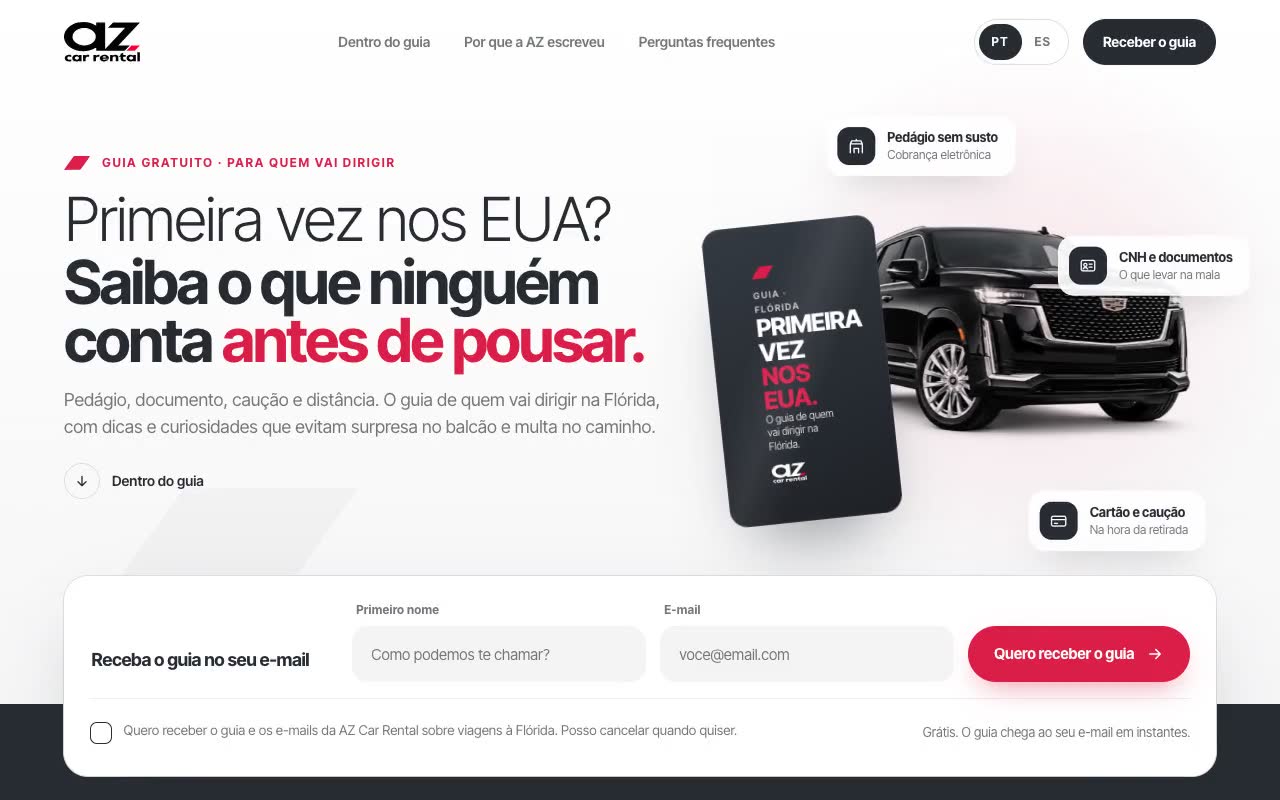 az
car rental
Dentro do guia
Por que a AZ escreveu
Perguntas frequentes
PT
ES
Receber o guia
GUIA GRATUITO · PARA QUEM VAI DIRIGIR
Primeira vez nos EUA?
Saiba o que ninguém
conta antes de pousar.
Pedágio, documento, caução e distância. O guia de quem vai dirigir na Flórida,
com dicas e curiosidades que evitam surpresa no balcão e multa no caminho.
Dentro do guia
Pedágio sem susto
Cobrança eletrônica
CNH e documentos
O que levar na mala
GUIA ·
FLÓRIDA
PRIMEIRA
VEZ
NOS
EUA.
O guia de quem
vai dirigir na
Flórida.
az
car rental
Cartão e caução
Na hora da retirada
Receba o guia no seu e-mail
Primeiro nome
Como podemos te chamar?
E-mail
voce@email.com
Quero receber o guia
Quero receber o guia e os e-mails da AZ Car Rental sobre viagens à Flórida. Posso cancelar quando quiser.
Grátis. O guia chega ao seu e-mail em instantes.